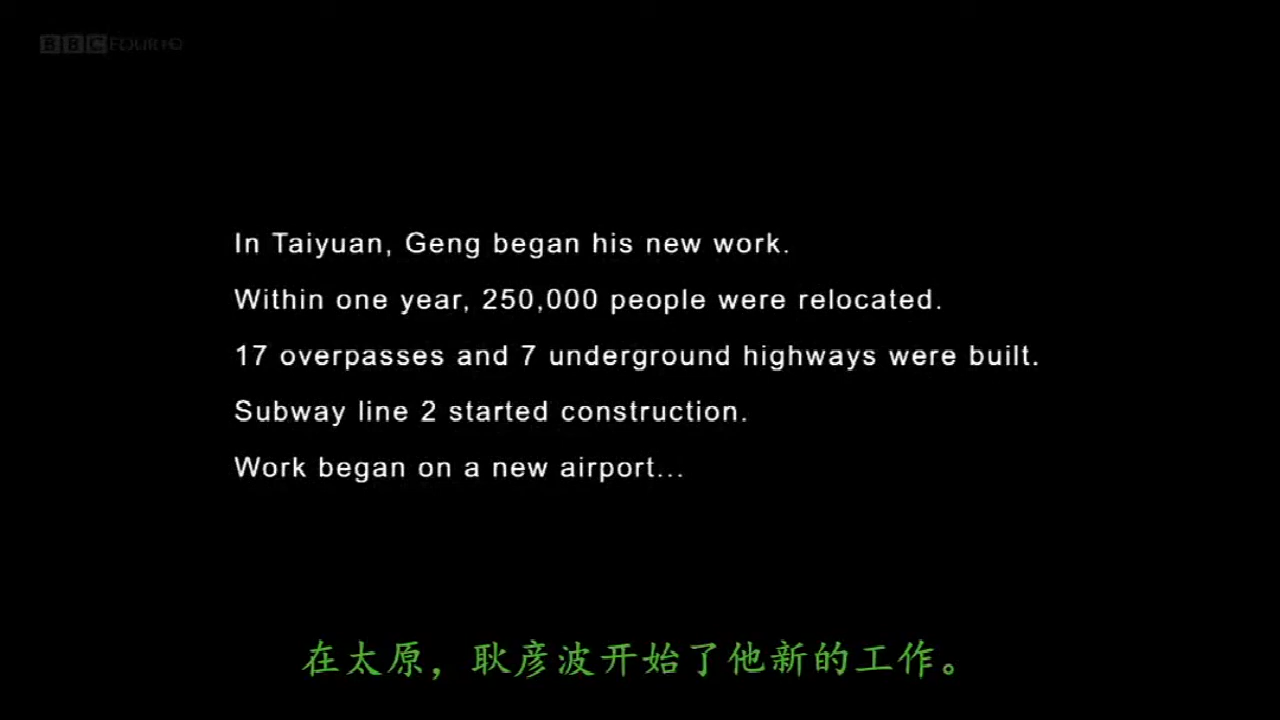 BBC FOUR HD
In Taiyuan, Geng began his new work.
Within one year, 250,000 people were relocated.
17 overpasses and 7 underground highways were built.
Subway line 2 started construction.
Work began on a new airport...
在太原，耿彦波开始了他新的工作。